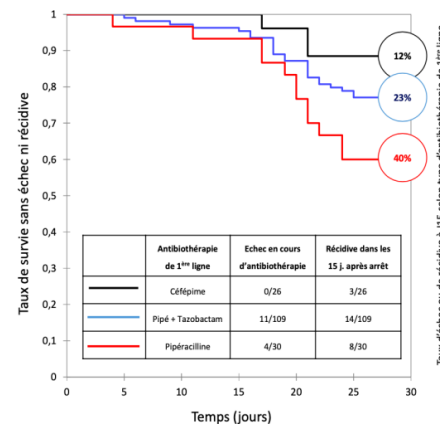 Taux de survie sans échec ni récidive
1
0,9
0,8
0,7
0,6
0,5
0,4
0,3
0,2
0,1
0
12%
23%
40%
Antibiothérapie de 1ère ligne
Echec en cours d'antibiothérapie
Récidive dans les 15 j. après arrêt
Céfépime
0/26
3/26
Pipé + Tazobactam
11/109
14/109
Pipéracilline
4/30
8/30
0 5 10 15 20 25 30
Temps (jours)